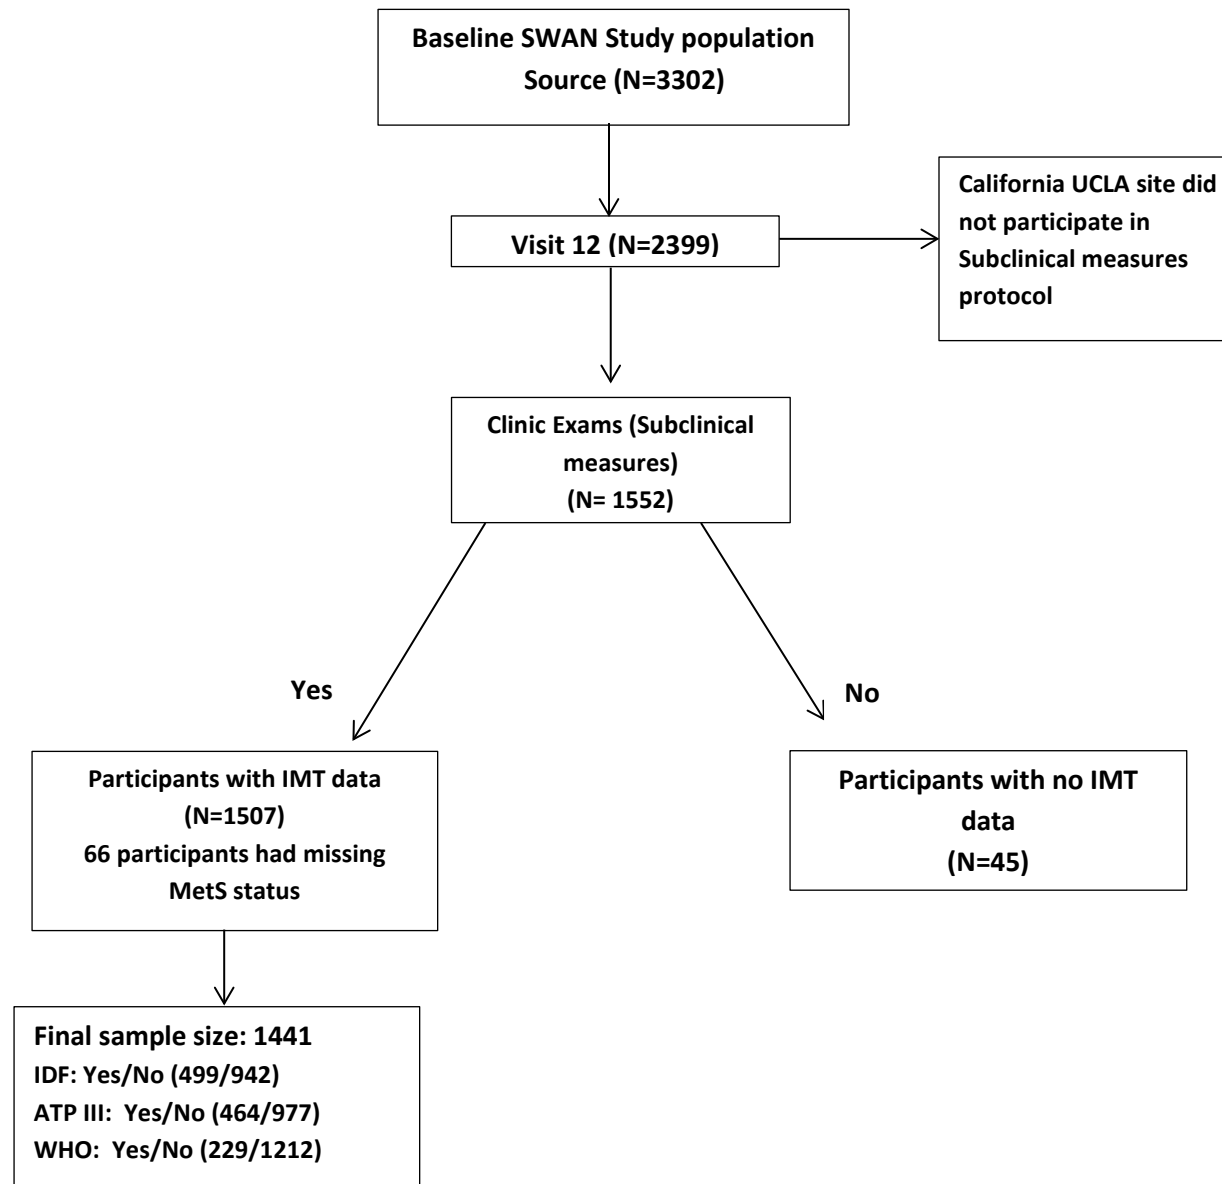 Baseline SWAN Study population
Source (N=3302)
California UCLA site did
not participate in
Subclinical measures
protocol
Visit 12 (N=2399)
Clinic Exams (Subclinical
measures)
(N= 1552)
Yes
No
Participants with IMT data
(N=1507)
66 participants had missing
MetS status
Participants with no IMT
data
(N=45)
Final sample size: 1441
IDF: Yes/No (499/942)
ATP III:  Yes/No (464/977)
WHO:  Yes/No (229/1212)